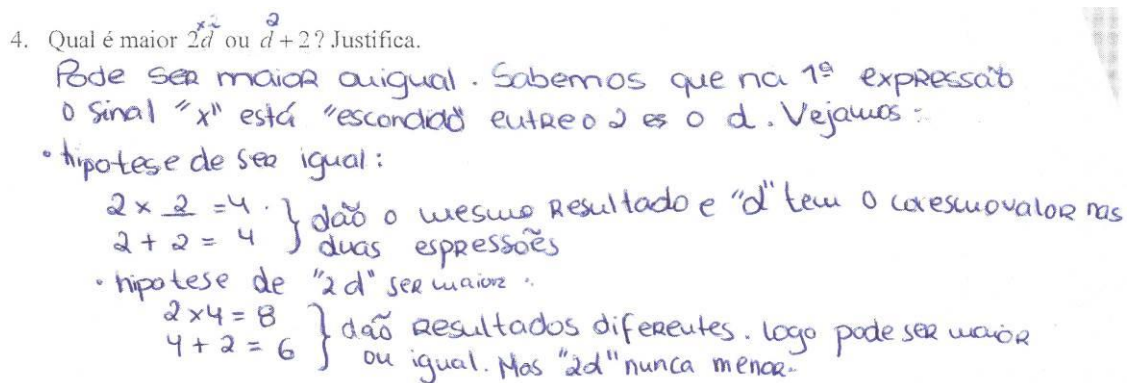 4. Qual é maior 2d ou d + 2? Justifica.
x2 2
Pode ser maior ou igual. Sabemos que na 1ª expressão
o sinal "x" está "escondido" entre o 2 e o d. Vejamos:
• hipotese de ser igual:
2 × 2 = 4 . } dão o mesmo resultado e "d" tem o mesmo valor nas
2 + 2 = 4 } duas espressões
• hipotese de "2d" ser maior :
2 × 4 = 8 } dão resultados diferentes. logo pode ser maior
4 + 2 = 6 } ou igual. Mas "2d" nunca menor.